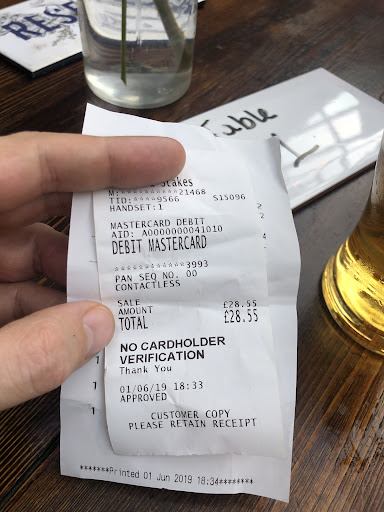 RESE
Table
Stakes
M:************21468
TID:****9566 S15096
HANDSET:1
MASTERCARD DEBIT
AID: A0000000041010
DEBIT MASTERCARD
************3993
PAN SEQ NO. 00
CONTACTLESS
SALE
AMOUNT £28.55
TOTAL £28.55
NO CARDHOLDER
VERIFICATION
Thank You
01/06/19 18:33
APPROVED
CUSTOMER COPY
PLEASE RETAIN RECEIPT
*******Printed 01 Jun 2019 18:34********